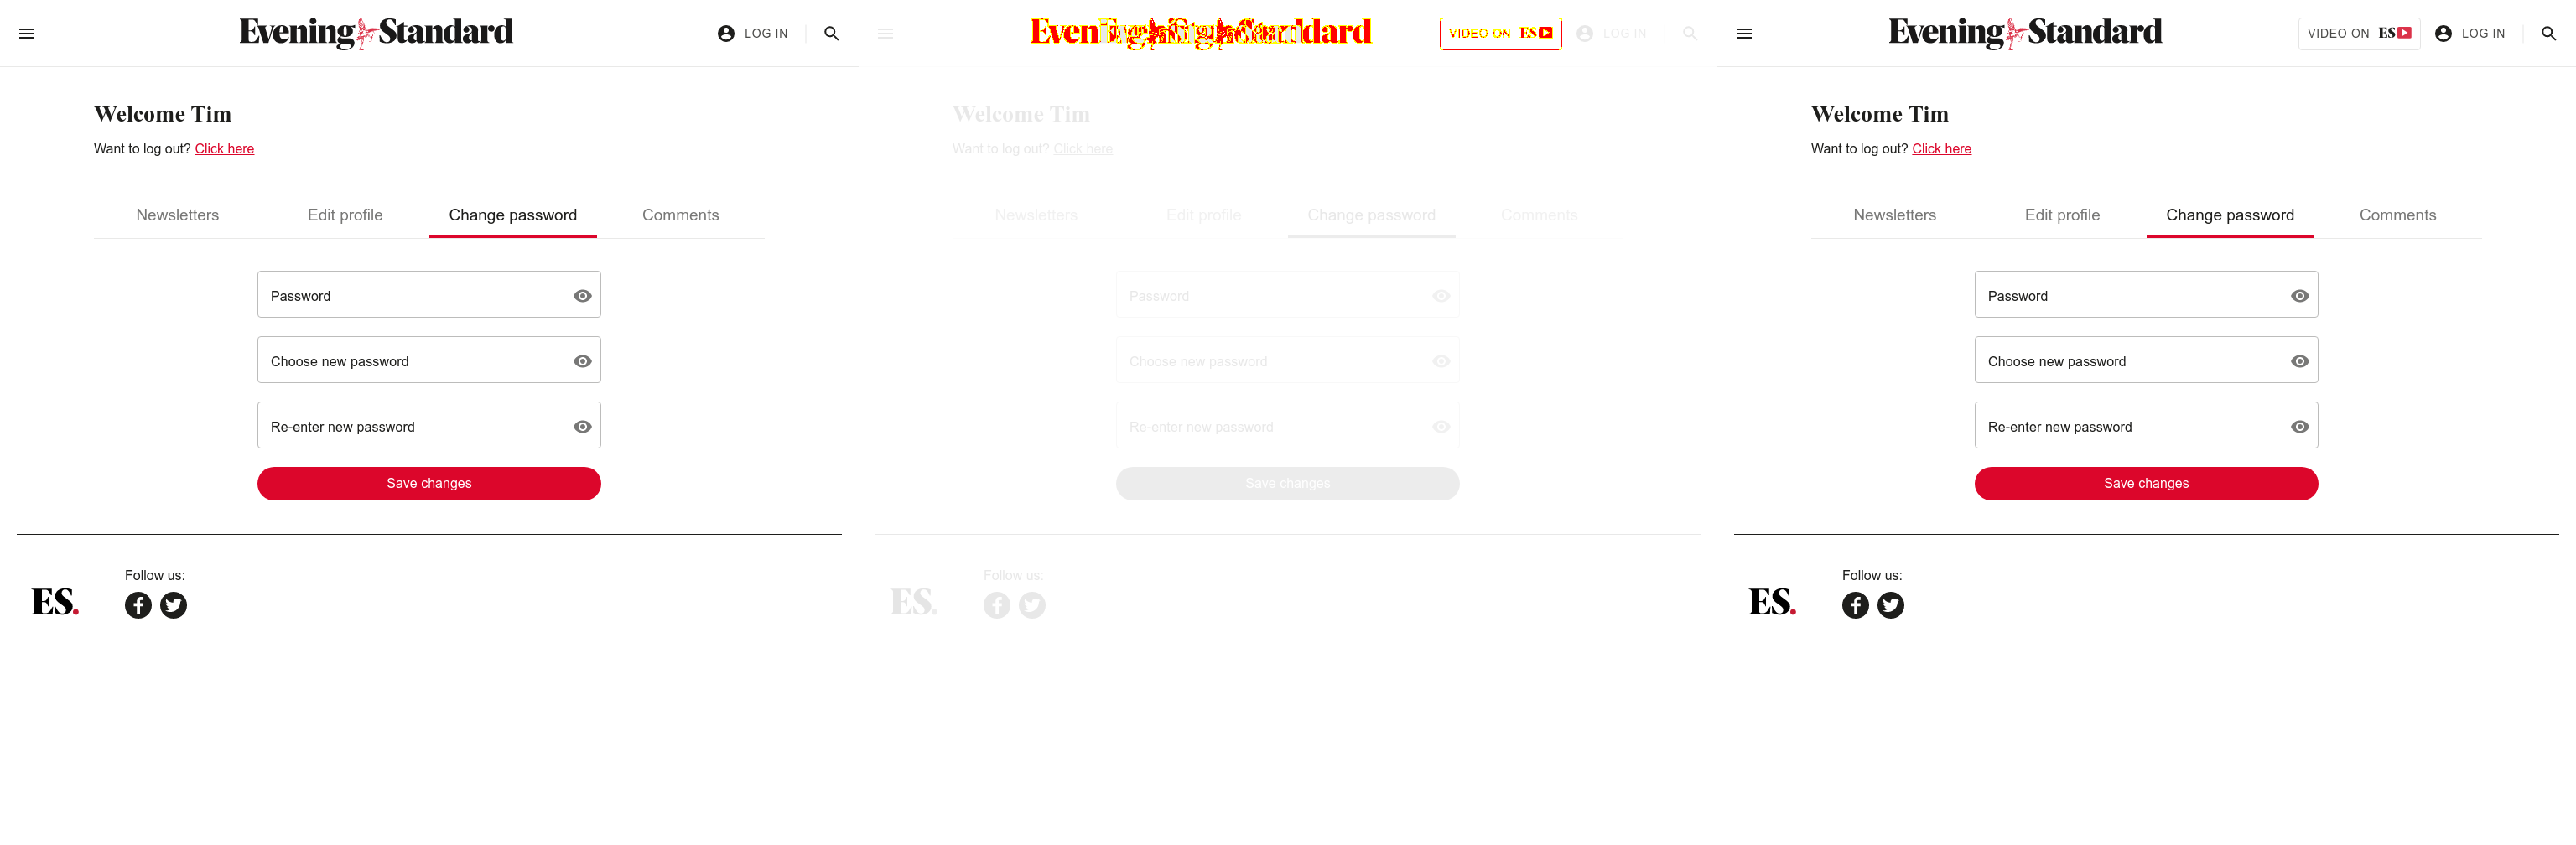 Evening Standard
LOG IN
Welcome Tim
Want to log out? Click here
Newsletters
Edit profile
Change password
Comments
Password
Choose new password
Re-enter new password
Save changes
ES.
Follow us:
VIDEO ON ES
LOG IN
Welcome Tim
Want to log out? Click here
Newsletters
Edit profile
Change password
Comments
Password
Choose new password
Re-enter new password
Save changes
ES.
Follow us:
Evening Standard
VIDEO ON ES
LOG IN
Welcome Tim
Want to log out? Click here
Newsletters
Edit profile
Change password
Comments
Password
Choose new password
Re-enter new password
Save changes
ES.
Follow us: